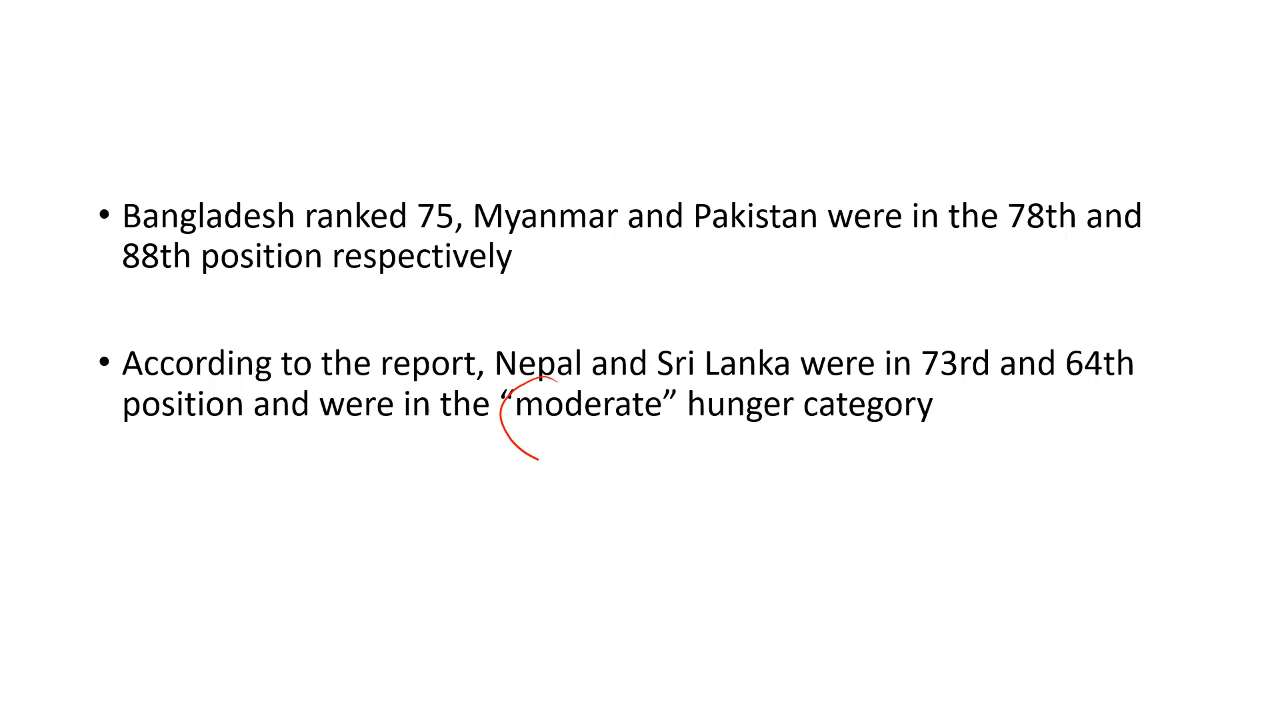 • Bangladesh ranked 75, Myanmar and Pakistan were in the 78th and
88th position respectively
• According to the report, Nepal and Sri Lanka were in 73rd and 64th
position and were in the “moderate” hunger category